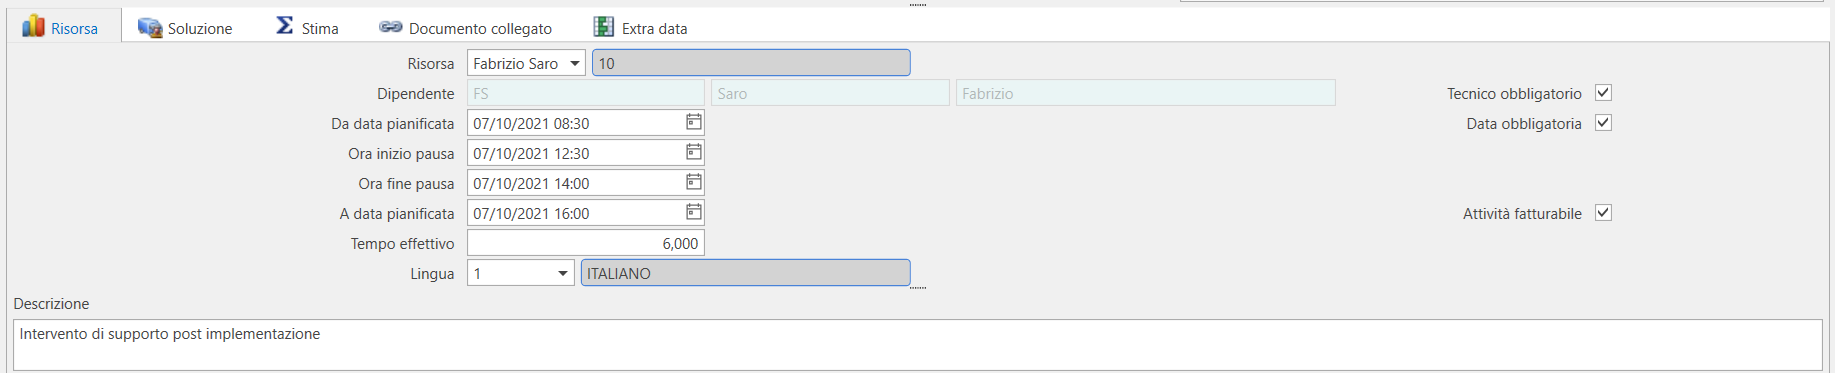 Risorsa Soluzione Stima Documento collegato Extra data
Risorsa Fabrizio Saro 10
Dipendente FS Saro Fabrizio Tecnico obbligatorio
Da data pianificata 07/10/2021 08:30 Data obbligatoria
Ora inizio pausa 07/10/2021 12:30
Ora fine pausa 07/10/2021 14:00
A data pianificata 07/10/2021 16:00 Attività fatturabile
Tempo effettivo 6,000
Lingua 1 ITALIANO
Descrizione
Intervento di supporto post implementazione